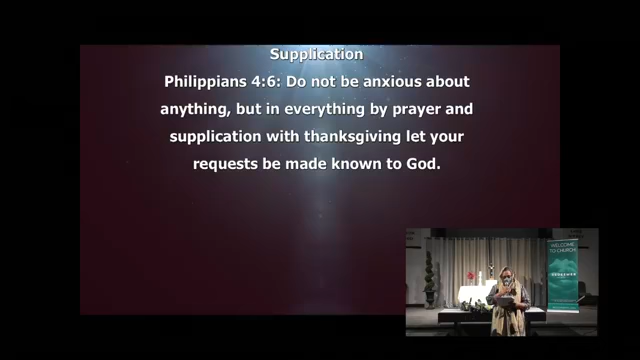 Supplication
Philippians 4:6: Do not be anxious about
anything, but in everything by prayer and
supplication with thanksgiving let your
requests be made known to God.
WELCOME
TO CHURCH